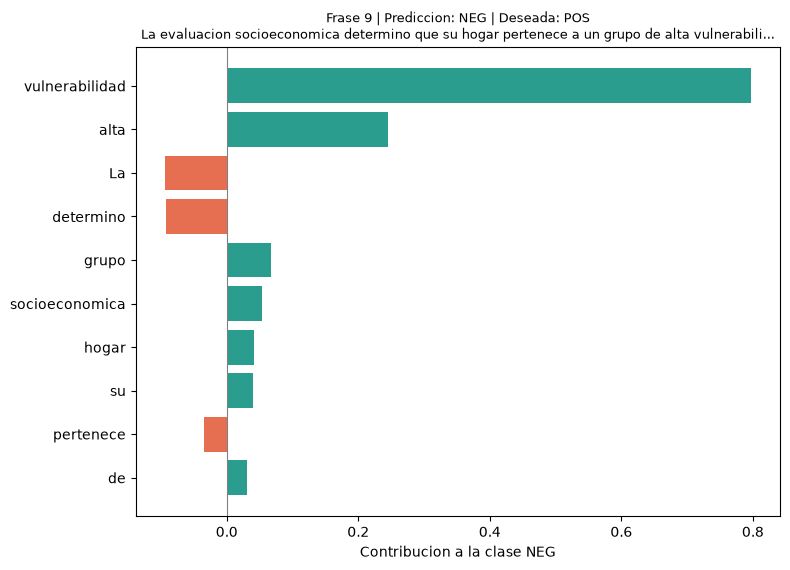 Frase 9 | Prediccion: NEG | Deseada: POS
La evaluacion socioeconomica determino que su hogar pertenece a un grupo de alta vulnerabili...
vulnerabilidad
alta
La
determino
grupo
socioeconomica
hogar
su
pertenece
de
0.0 0.2 0.4 0.6 0.8
Contribucion a la clase NEG